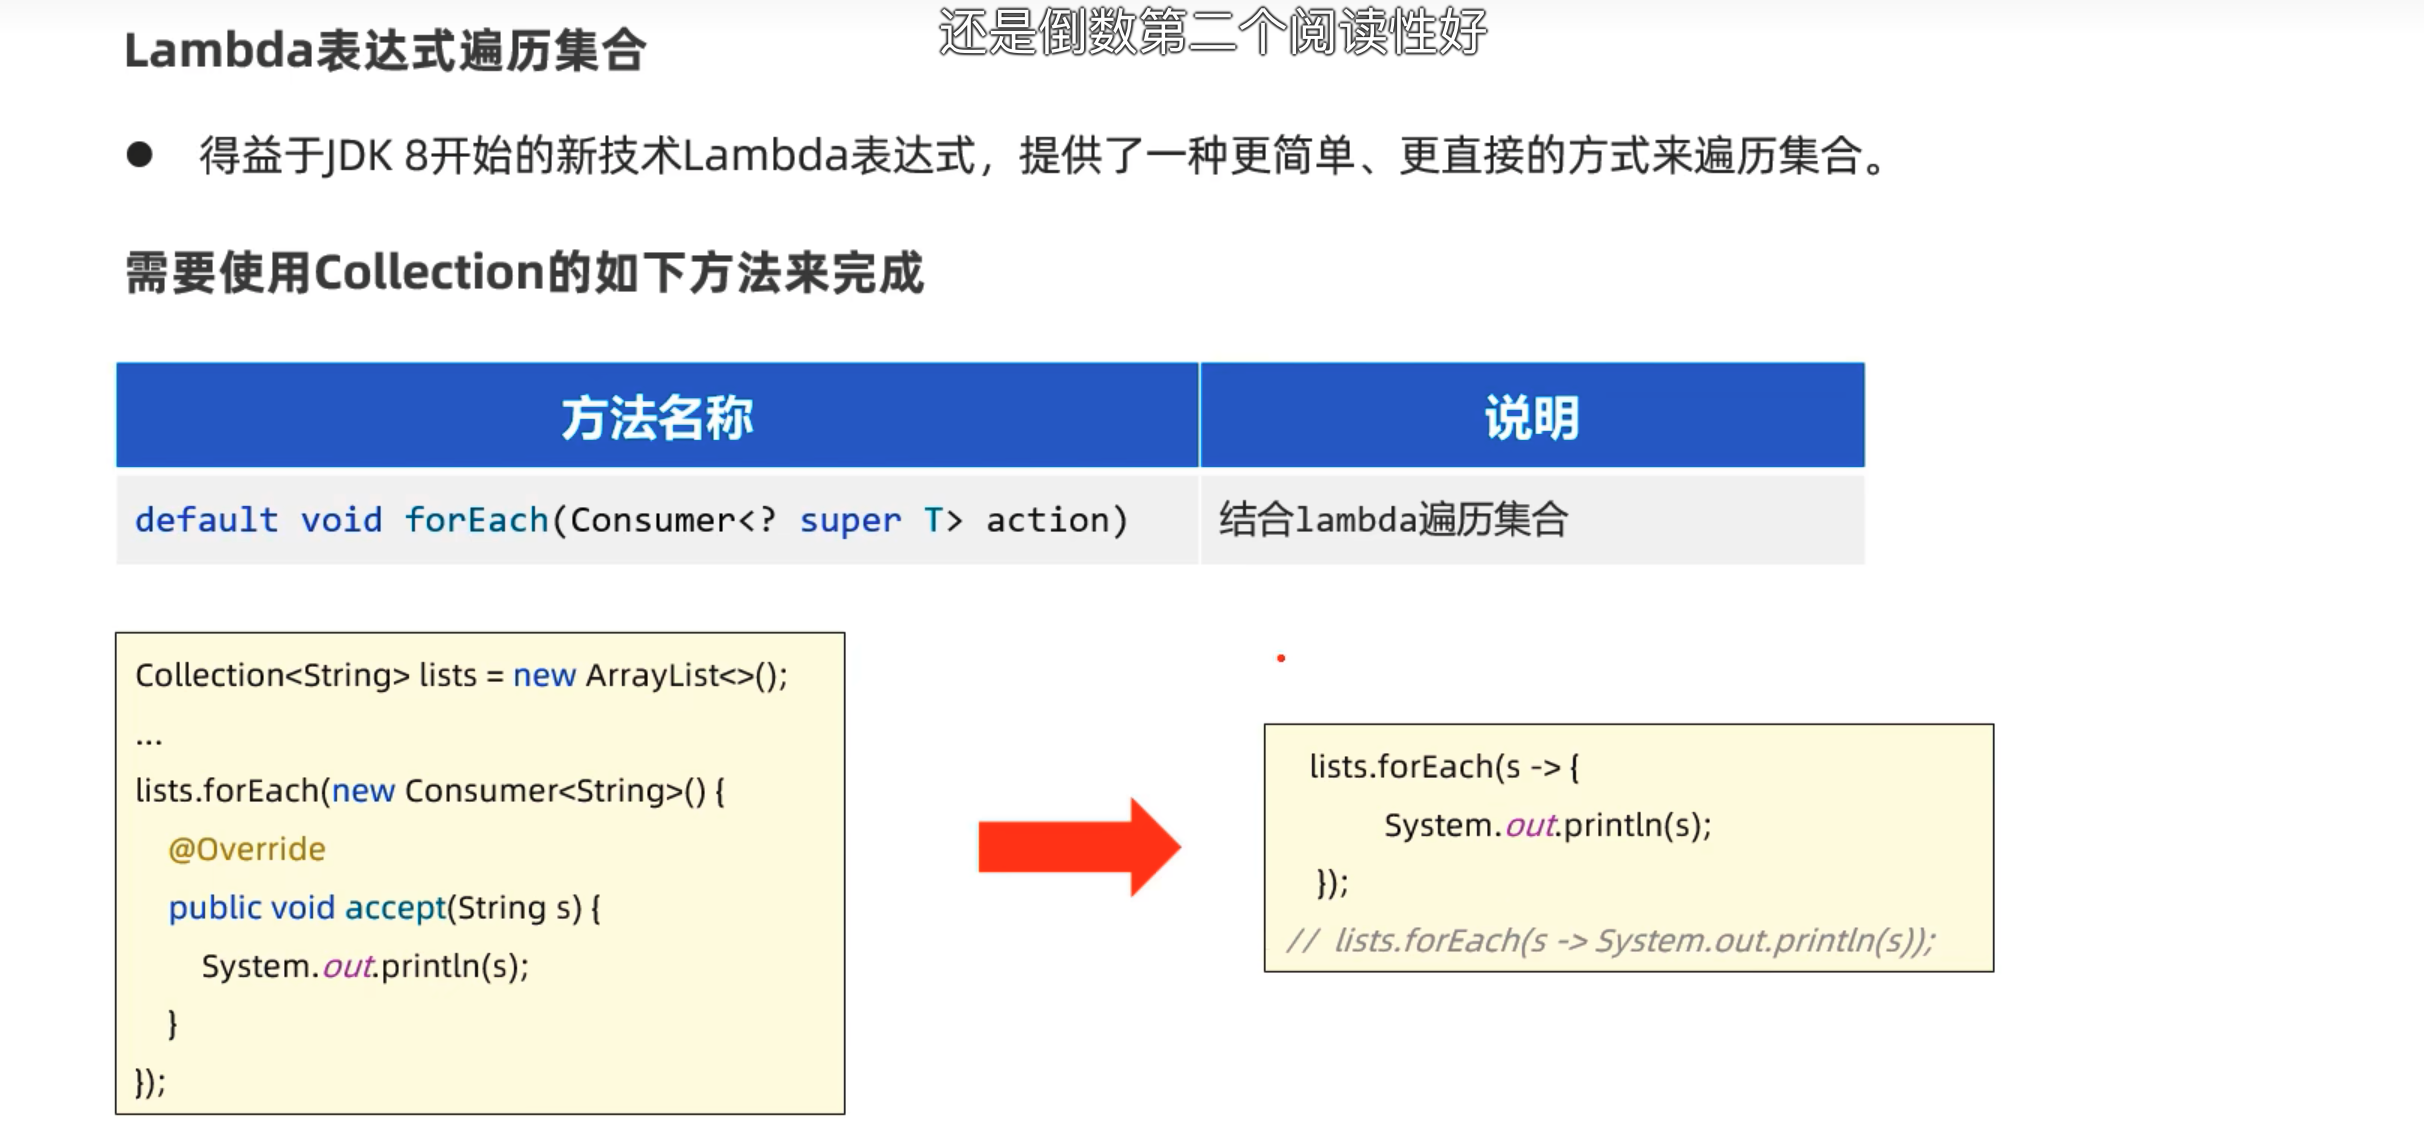 还是倒数第二个阅读性好
Lambda表达式遍历集合
● 得益于JDK 8开始的新技术Lambda表达式，提供了一种更简单、更直接的方式来遍历集合。
需要使用Collection的如下方法来完成
方法名称 说明
default void forEach(Consumer<? super T> action) 结合lambda遍历集合
Collection<String> lists = new ArrayList<>();
...
lists.forEach(new Consumer<String>() {
@Override
public void accept(String s) {
System.out.println(s);
}
});
lists.forEach(s -> {
System.out.println(s);
});
// lists.forEach(s -> System.out.println(s));